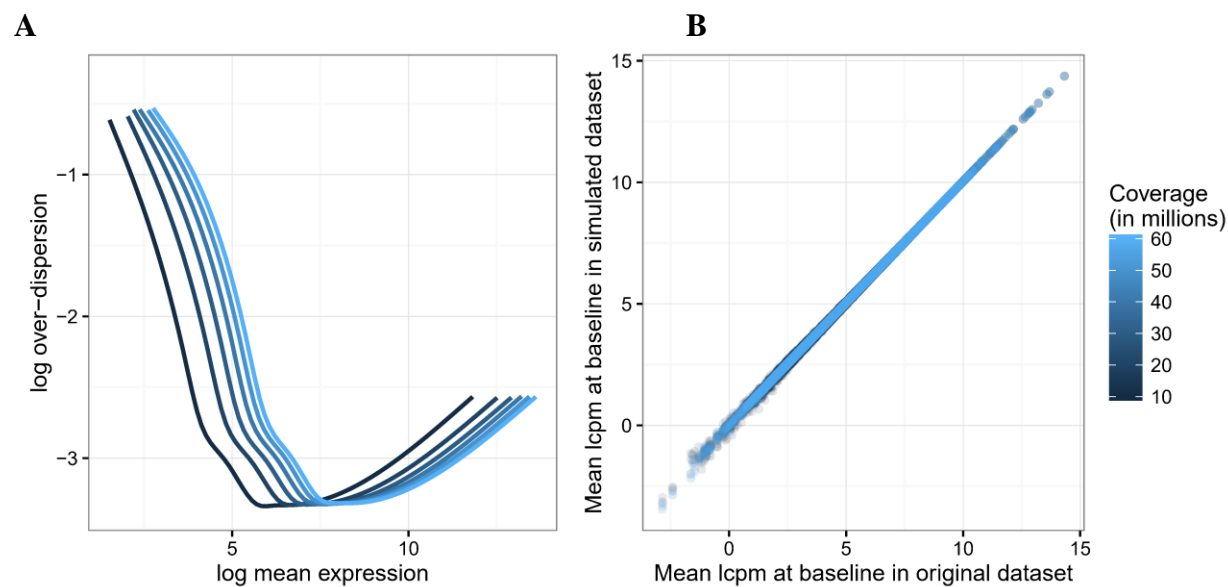 A
B
log over−dispersion
−1
−2
−3
5
10
log mean expression
Mean lcpm at baseline in simulated dataset
15
10
5
0
0
5
10
15
Mean lcpm at baseline in original dataset
Coverage
(in millions)
60
50
40
30
20
10